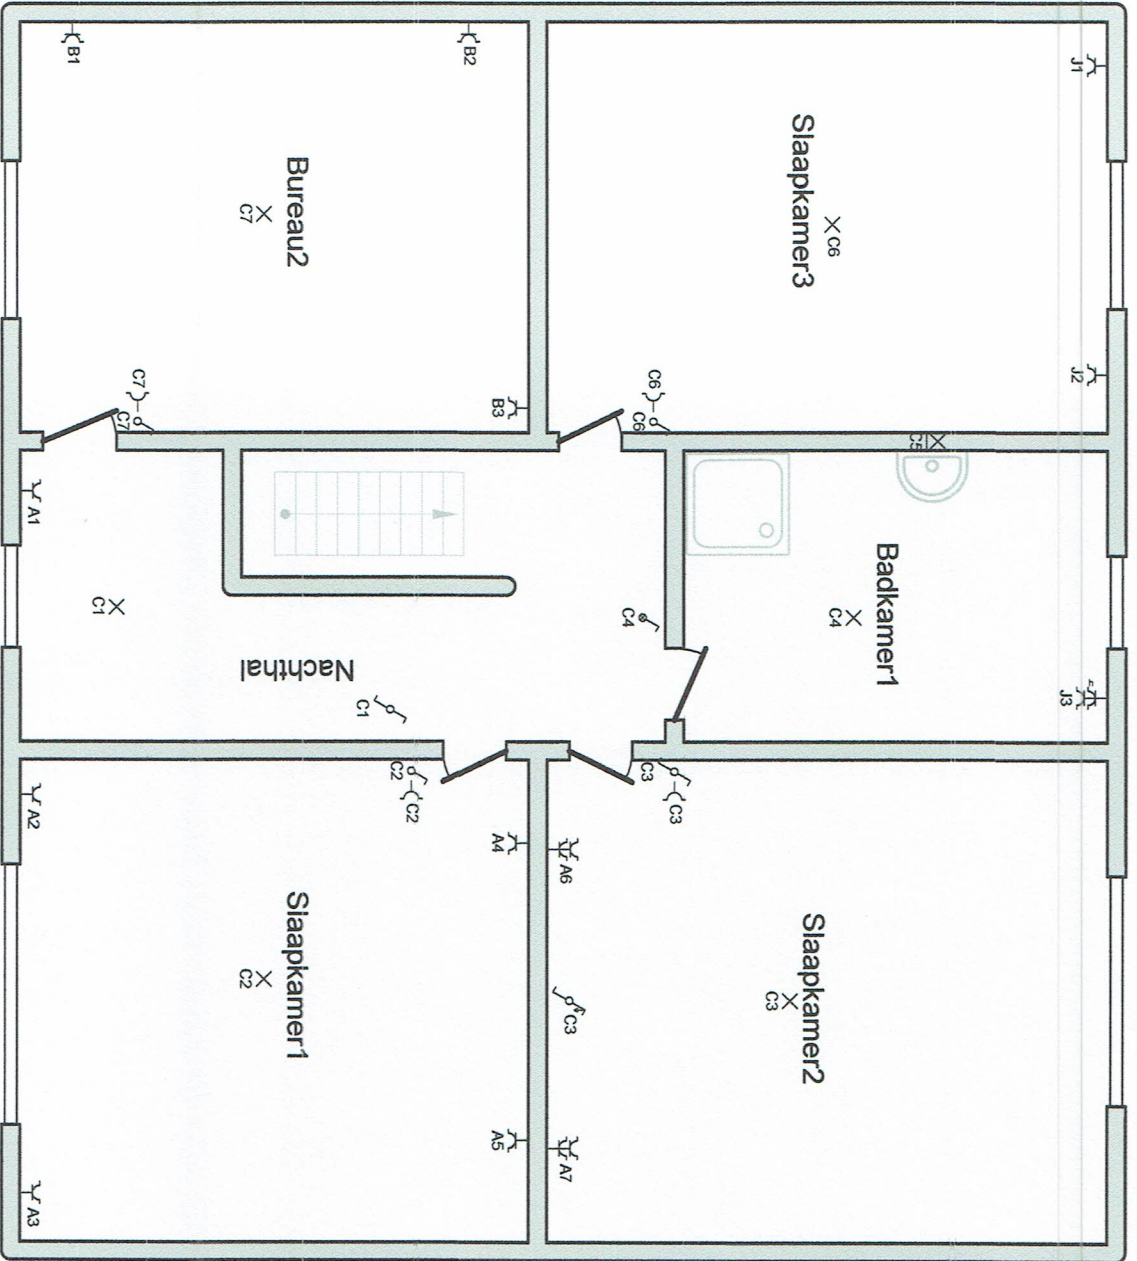 B1
B2
J1
Bureau2
C7
Slaapkamer3
C6
J2
C7
C7
B3
C6
C6
C5
A1
C1
Nachthal
C1
C4
Badkamer1
C4
J3
A2
C2
C2
A4
A6
C3
C3
Slaapkamer1
C2
C3
Slaapkamer2
C3
A5
A7
A3